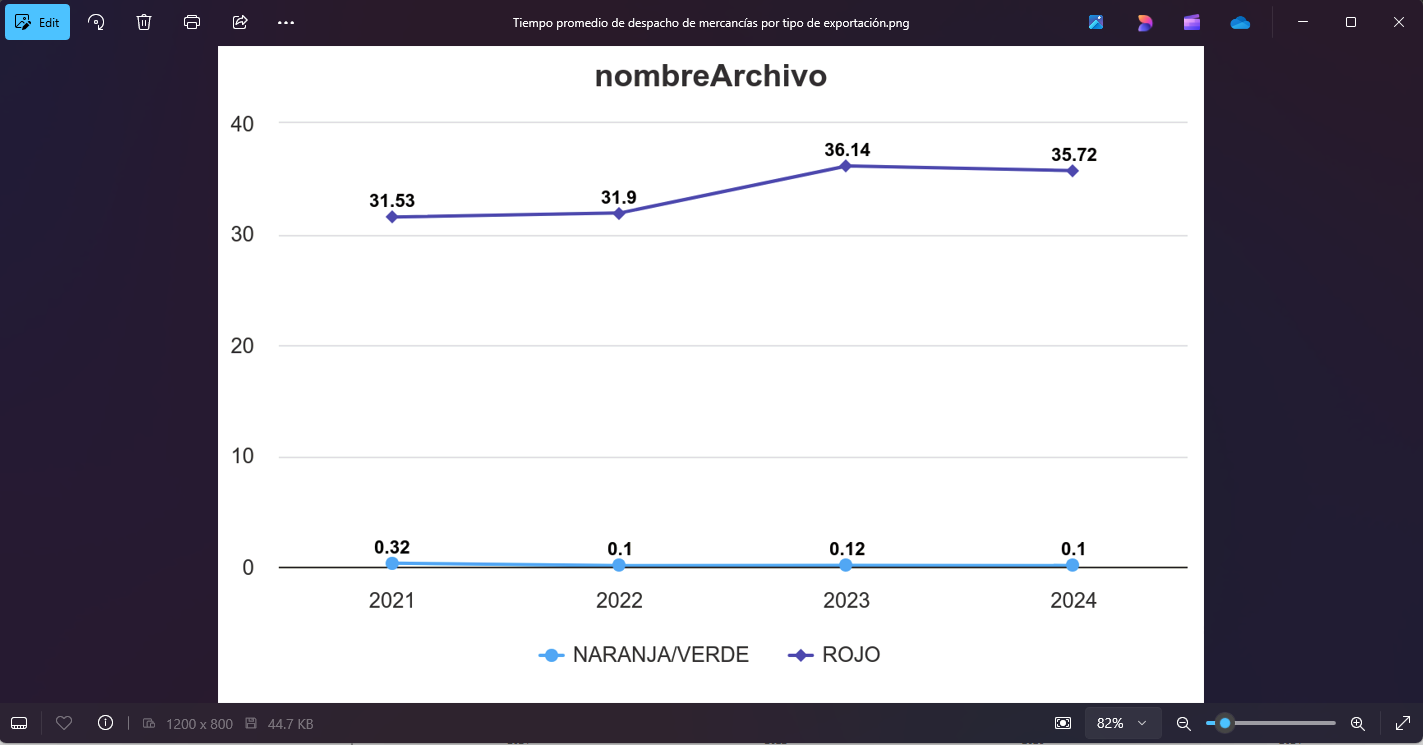 Edit
Tiempo promedio de despacho de mercancías por tipo de exportación.png
nombreArchivo
40
36.14
35.72
31.53
31.9
30
20
10
0.32
0.1
0.12
0.1
0
2021
2022
2023
2024
NARANJA/VERDE
ROJO
1200 x 800
44.7 KB
82%